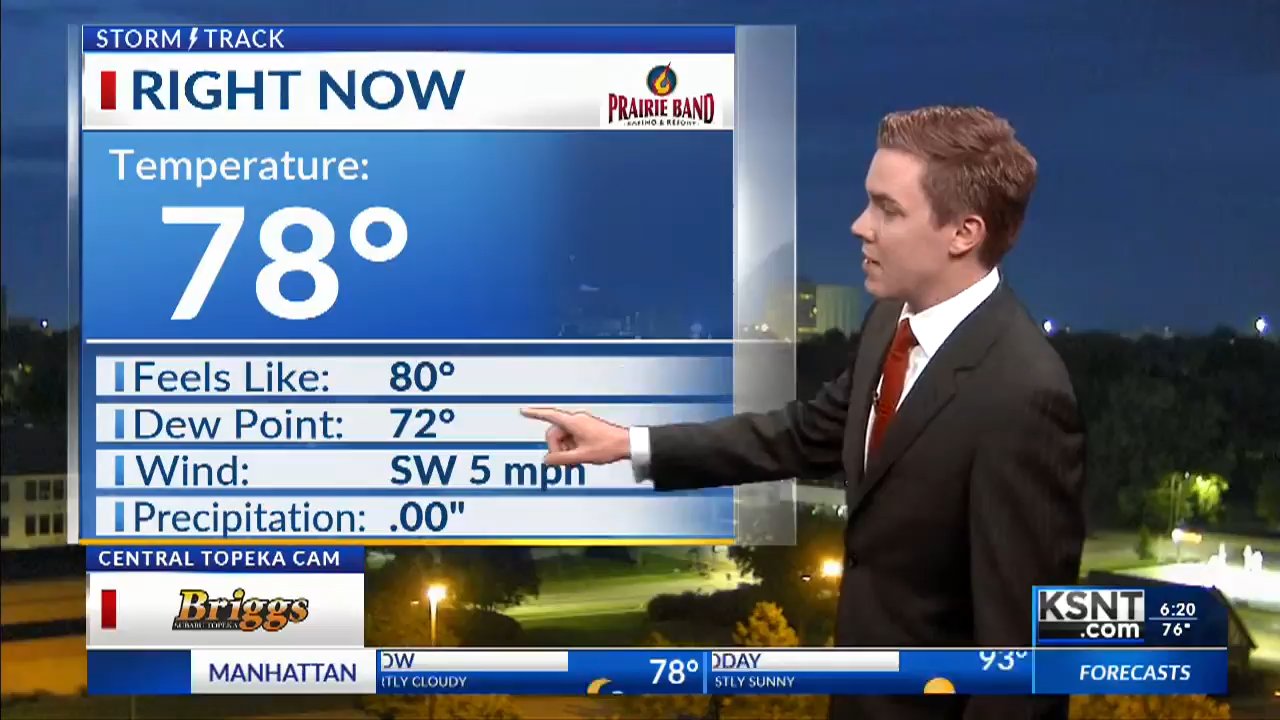 STORM TRACK
RIGHT NOW
PRAIRIE BAND
CASINO & RESORT
Temperature:
78°
Feels Like: 80°
Dew Point: 72°
Wind: SW 5 mph
Precipitation: .00"
CENTRAL TOPEKA CAM
Briggs
SUBARU TOPEKA
KSNT
.com
6:20
76°
MANHATTAN
OW
RTLY CLOUDY
78°
ODAY
STLY SUNNY
93°
FORECASTS